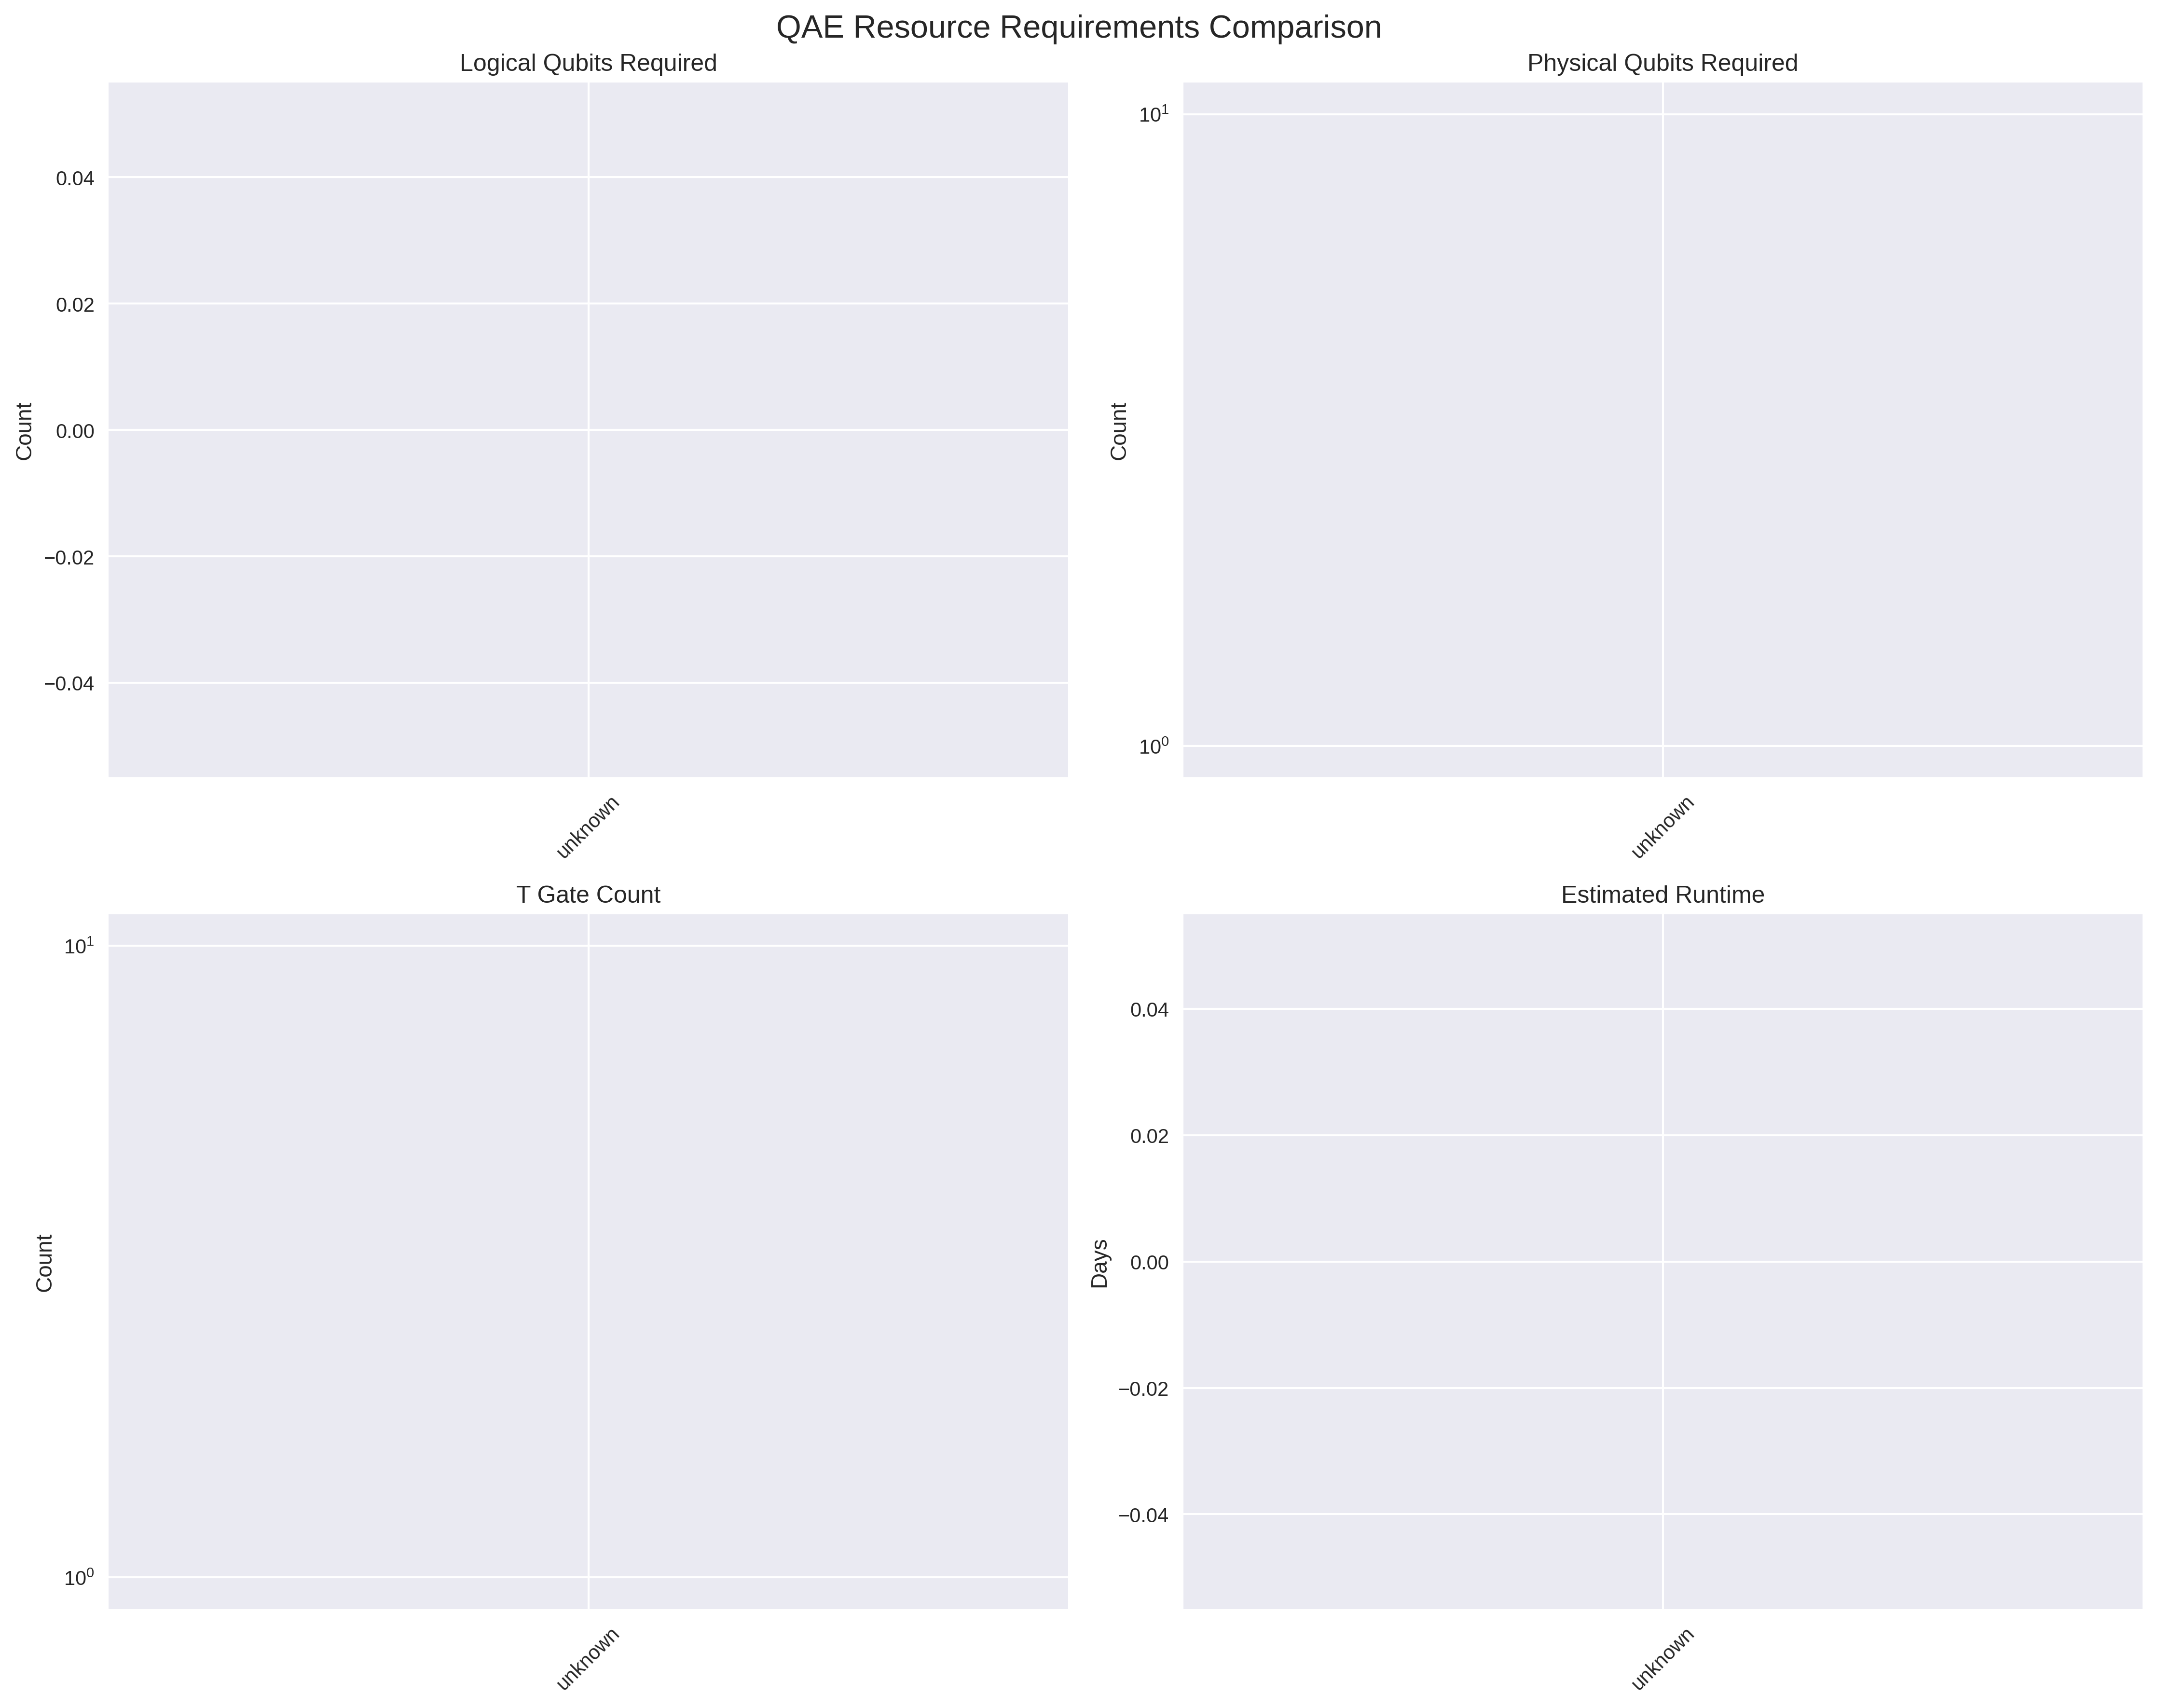 QAE Resource Requirements Comparison
Logical Qubits Required
Count
0.04
0.02
0.00
−0.02
−0.04
unknown
Physical Qubits Required
Count
10¹
10⁰
unknown
T Gate Count
Count
10¹
10⁰
unknown
Estimated Runtime
Days
0.04
0.02
0.00
−0.02
−0.04
unknown